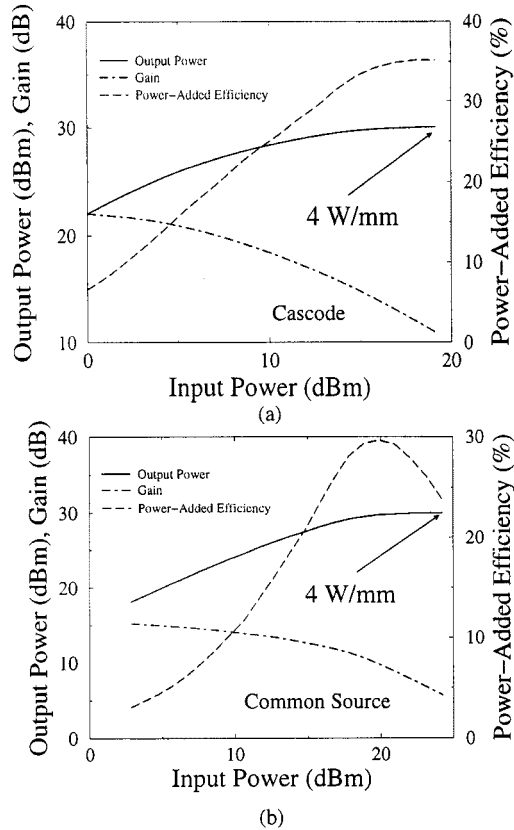 40
40
Output Power
Gain
Power-Added Efficiency
30
30
20
20
4 W/mm
10
Cascode
10
0
0
10
20
Output Power (dBm), Gain (dB)
Power-Added Efficiency (%)
Input Power (dBm)
(a)
40
30
Output Power
Gain
Power-Added Efficiency
30
20
20
4 W/mm
10
10
Common Source
0
0
0
10
20
Output Power (dBm), Gain (dB)
Power-Added Efficiency (%)
Input Power (dBm)
(b)